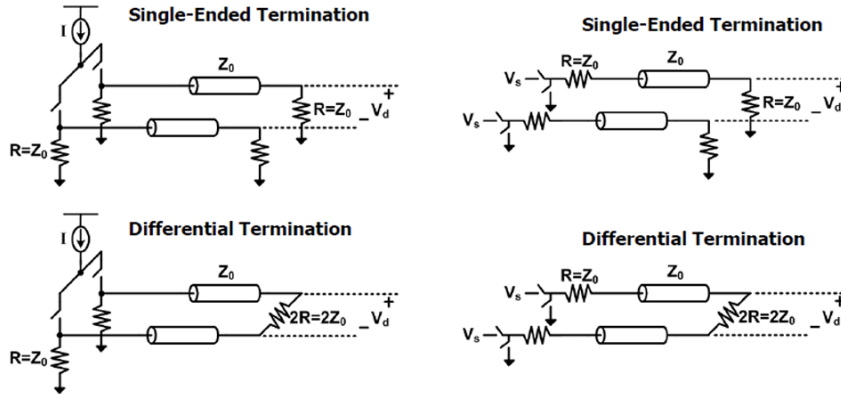 Single-Ended Termination
I
Z0
R=Z0
+
Vd
–
R=Z0
Single-Ended Termination
R=Z0
Z0
Vs
+
R=Z0
Vd
–
Vs
Differential Termination
I
Z0
+
2R=2Z0
Vd
–
R=Z0
Differential Termination
R=Z0
Z0
Vs
+
2R=2Z0
Vd
–
Vs